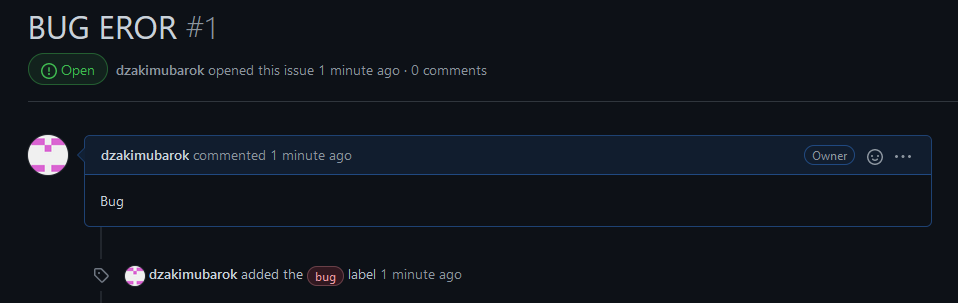 BUG EROR #1
Open dzakimubarok opened this issue 1 minute ago · 0 comments
dzakimubarok commented 1 minute ago Owner
Bug
dzakimubarok added the bug label 1 minute ago